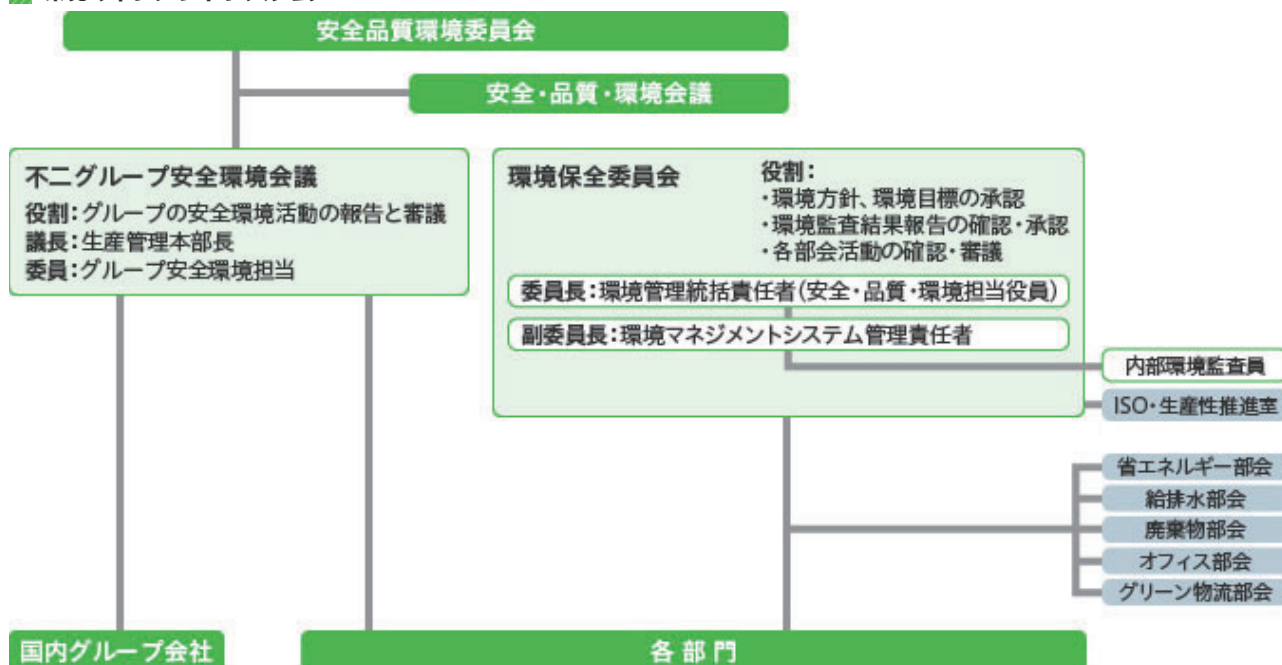 安全品質環境委員会
安全・品質・環境会議
不二グループ安全環境会議
役割：グループの安全環境活動の報告と審議
議長：生産管理本部長
委員：グループ安全環境担当
環境保全委員会
役割：
・環境方針、環境目標の承認
・環境監査結果報告の確認・承認
・各部会活動の確認・審議
委員長：環境管理統括責任者（安全・品質・環境担当役員）
副委員長：環境マネジメントシステム管理責任者
内部環境監査員
ISO・生産性推進室
省エネルギー部会
給排水部会
廃棄物部会
オフィス部会
グリーン物流部会
国内グループ会社
各部門